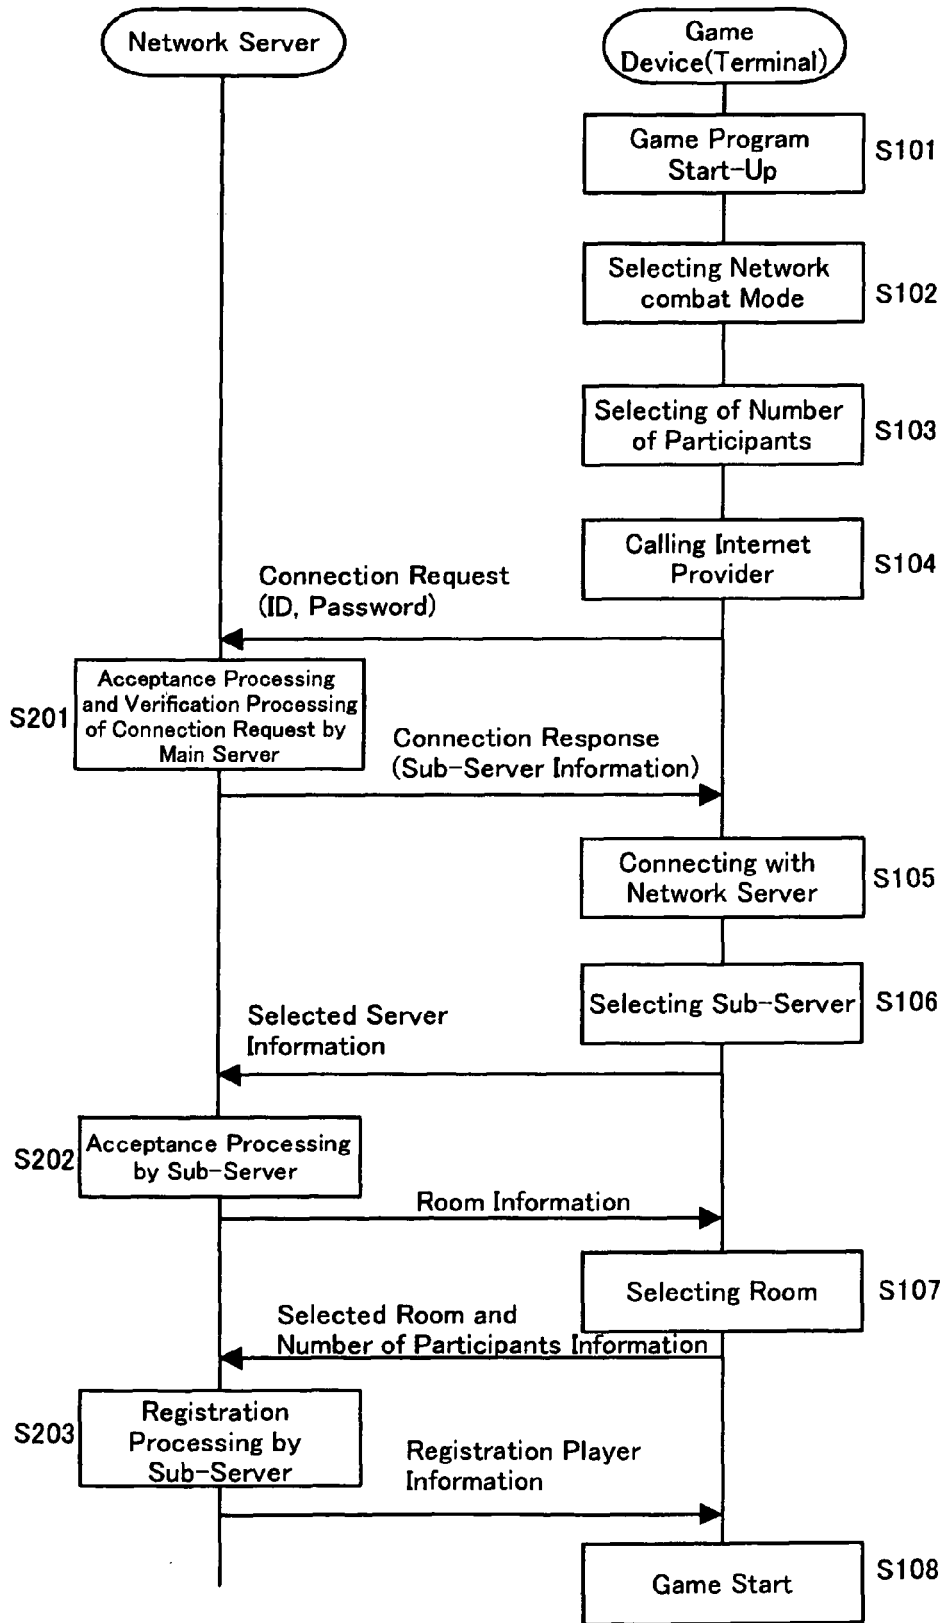 Network Server
Game
Device(Terminal)
Game Program
Start-Up
S101
Selecting Network
combat Mode
S102
Selecting of Number
of Participants
S103
Calling Internet
Provider
S104
Connection Request
(ID, Password)
S201
Acceptance Processing
and Verification Processing
of Connection Request by
Main Server
Connection Response
(Sub-Server Information)
Connecting with
Network Server
S105
Selecting Sub-Server
S106
Selected Server
Information
S202
Acceptance Processing
by Sub-Server
Room Information
Selecting Room
S107
Selected Room and
Number of Participants Information
S203
Registration
Processing by
Sub-Server
Registration Player
Information
Game Start
S108